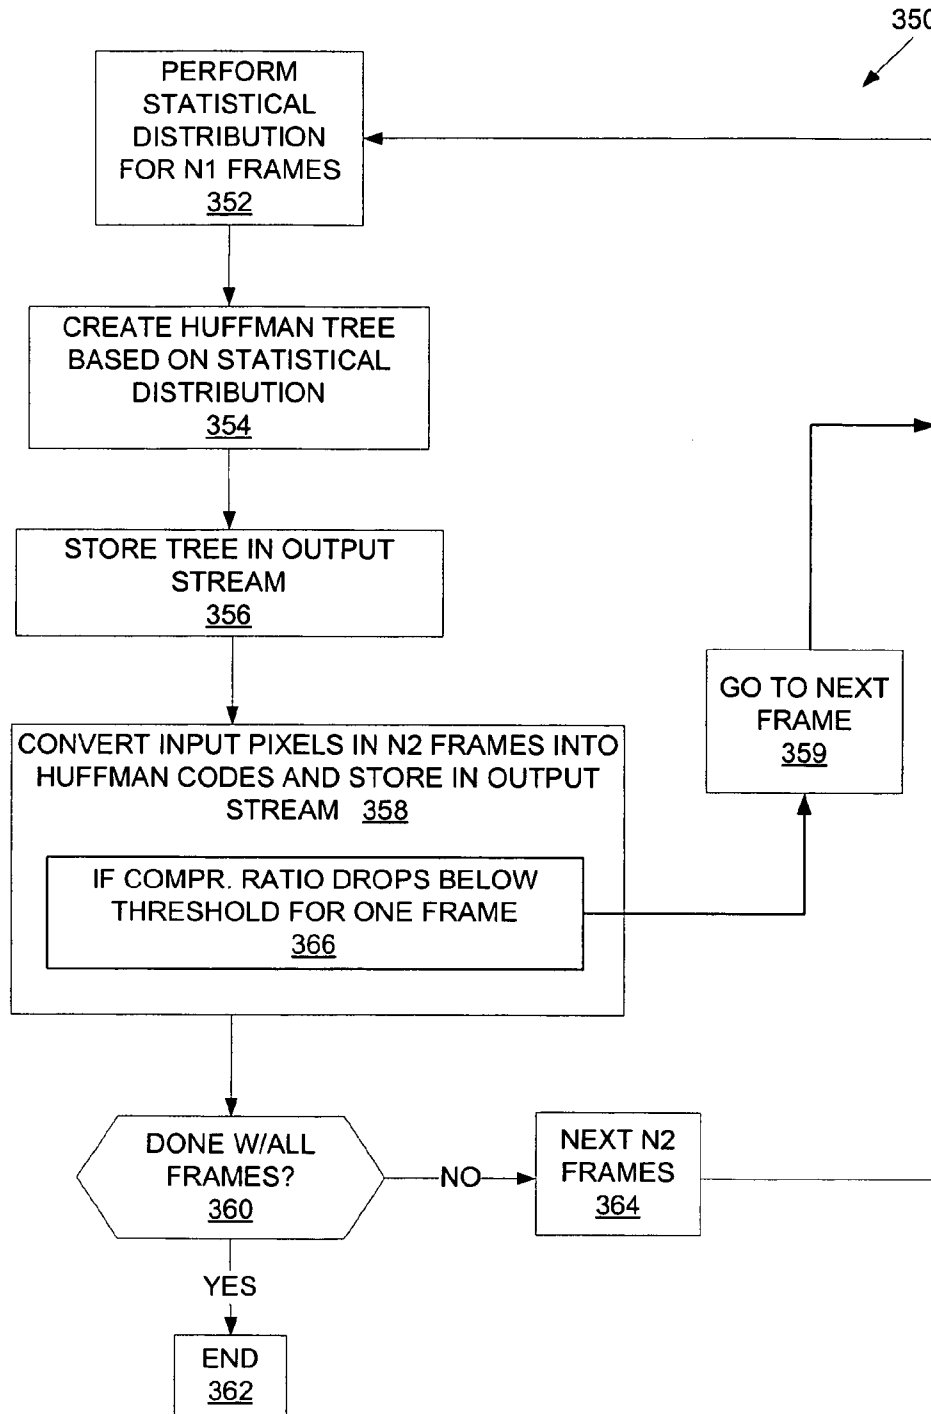 350
PERFORM
STATISTICAL
DISTRIBUTION
FOR N1 FRAMES
352
CREATE HUFFMAN TREE
BASED ON STATISTICAL
DISTRIBUTION
354
STORE TREE IN OUTPUT
STREAM
356
GO TO NEXT
FRAME
359
CONVERT INPUT PIXELS IN N2 FRAMES INTO
HUFFMAN CODES AND STORE IN OUTPUT
STREAM 358
IF COMPR. RATIO DROPS BELOW
THRESHOLD FOR ONE FRAME
366
DONE W/ALL
FRAMES?
360
NO
NEXT N2
FRAMES
364
YES
END
362